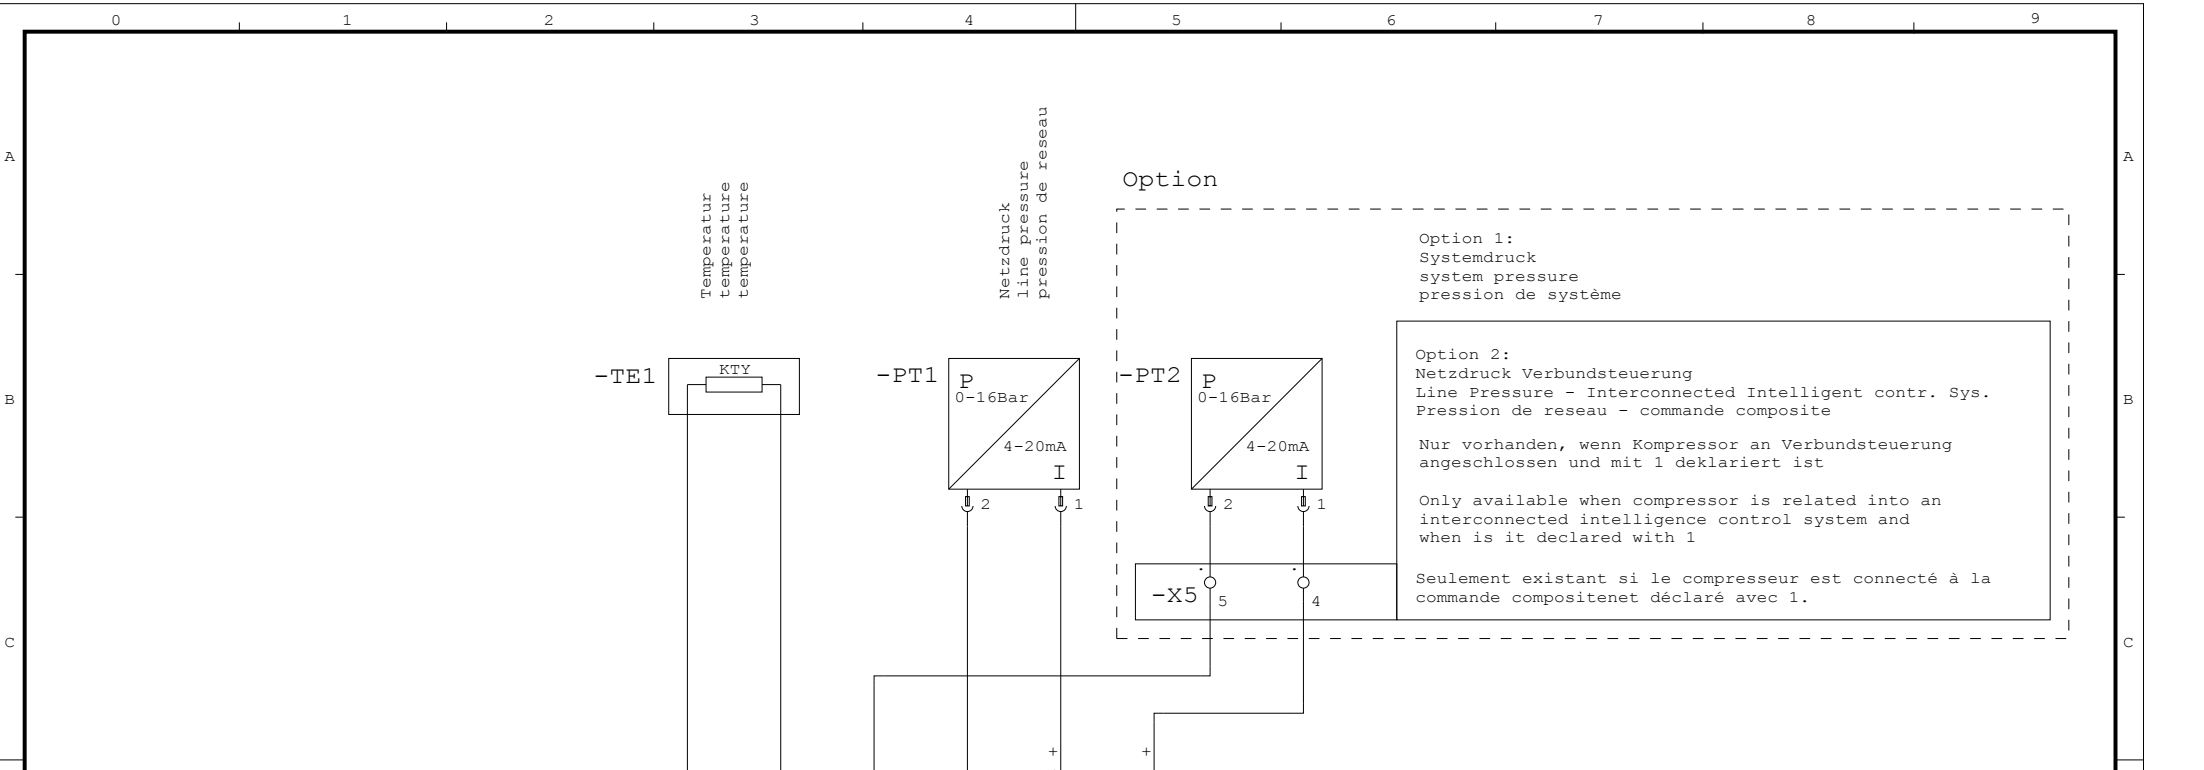 0 1 2 3 4 5 6 7 8 9
A
A
Temperatur
temperature
temperature
Netzdruck
line pressure
pression de reseau
Option
Option 1:
Systemdruck
system pressure
pression de système
-TE1
KTY
-PT1
P
0-16Bar
4-20mA
I
2
1
-PT2
P
0-16Bar
4-20mA
I
2
1
B
B
Option 2:
Netzdruck Verbundsteuerung
Line Pressure - Interconnected Intelligent contr. Sys.
Pression de reseau - commande composite
Nur vorhanden, wenn Kompressor an Verbundsteuerung
angeschlossen und mit 1 deklariert ist
Only available when compressor is related into an
interconnected intelligence control system and
when is it declared with 1
Seulement existant si le compresseur est connecté à la
commande compositenet déclaré avec 1.
-X5
5
4
C
C
+
+